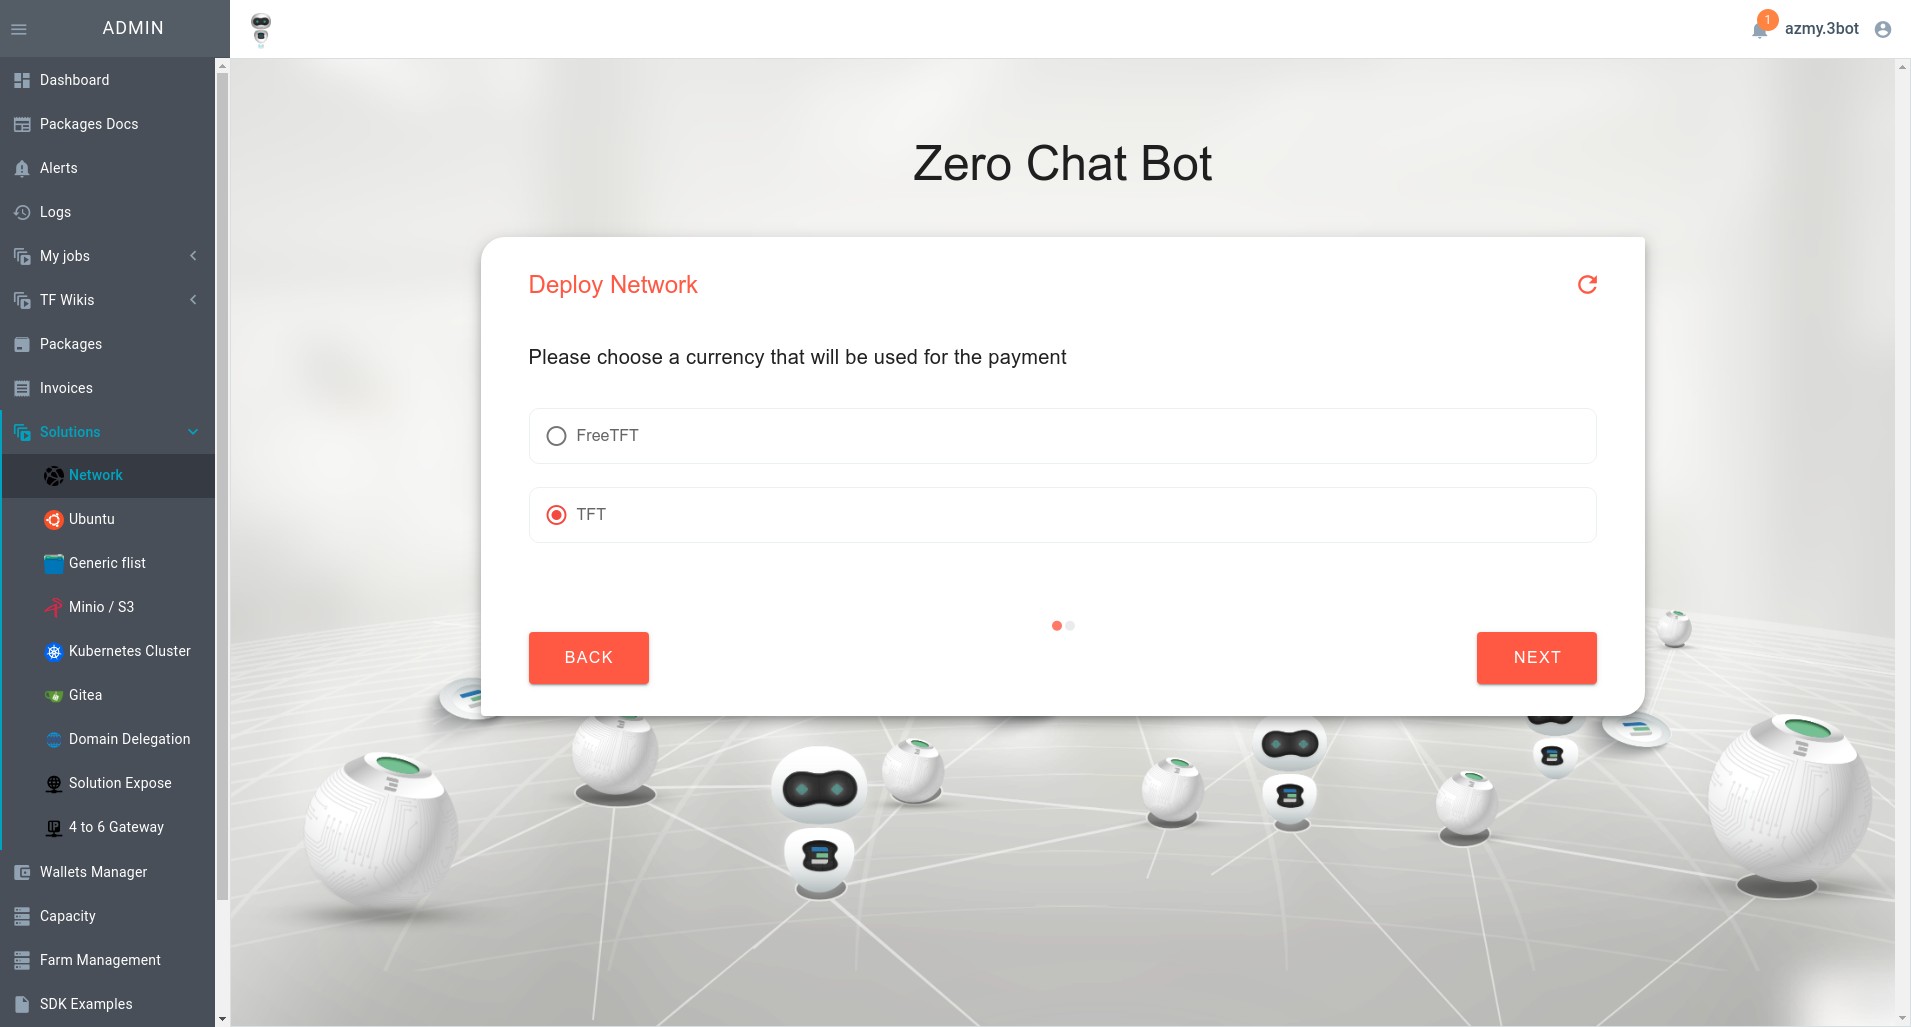 ADMIN
1
azmy.3bot
Dashboard
Packages Docs
Alerts
Logs
My jobs
TF Wikis
Packages
Invoices
Solutions
Network
Ubuntu
Generic flist
Minio / S3
Kubernetes Cluster
Gitea
Domain Delegation
Solution Expose
4 to 6 Gateway
Wallets Manager
Capacity
Farm Management
SDK Examples
Zero Chat Bot
Deploy Network
Please choose a currency that will be used for the payment
FreeTFT
TFT
BACK
NEXT